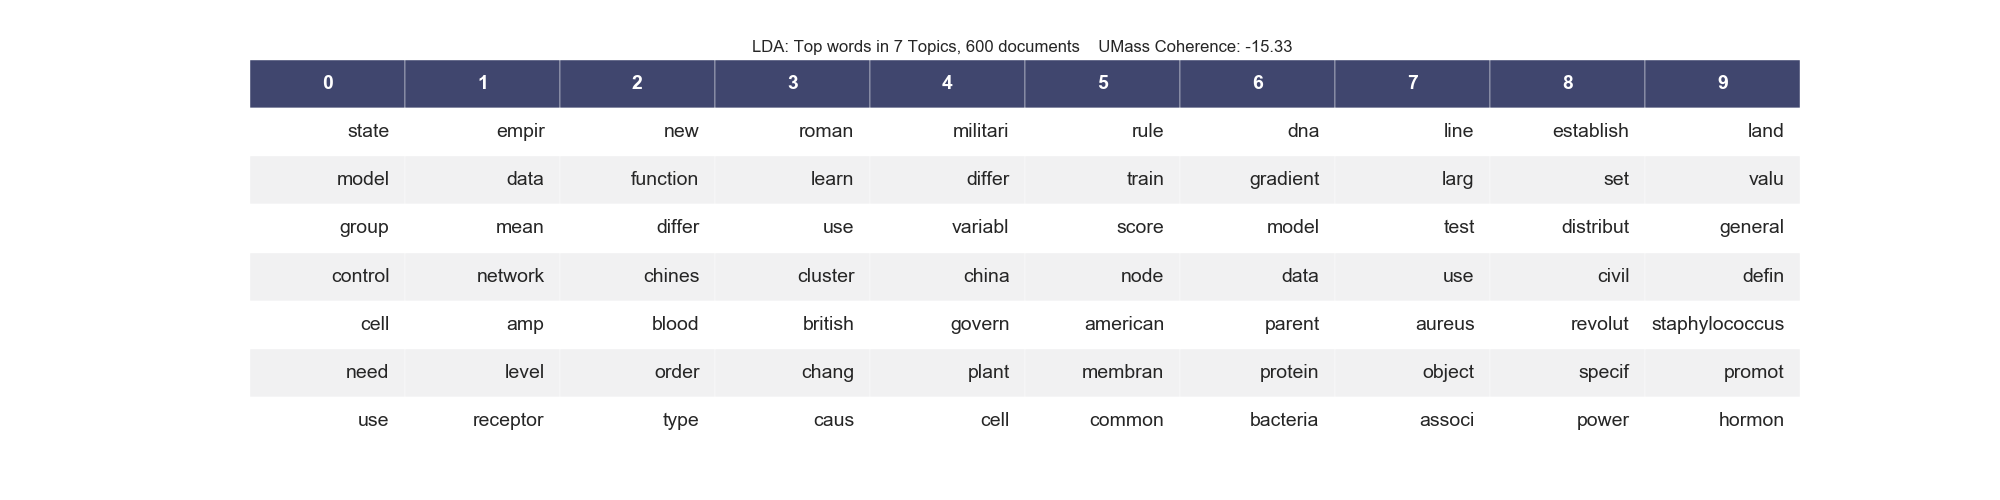 LDA: Top words in 7 Topics, 600 documents    UMass Coherence: -15.33
0 1 2 3 4 5 6 7 8 9
state empir new roman militari rule dna line establish land
model data function learn differ train gradient larg set valu
group mean differ use variabl score model test distribut general
control network chines cluster china node data use civil defin
cell amp blood british govern american parent aureus revolut staphylococcus
need level order chang plant membran protein object specif promot
use receptor type caus cell common bacteria associ power hormon